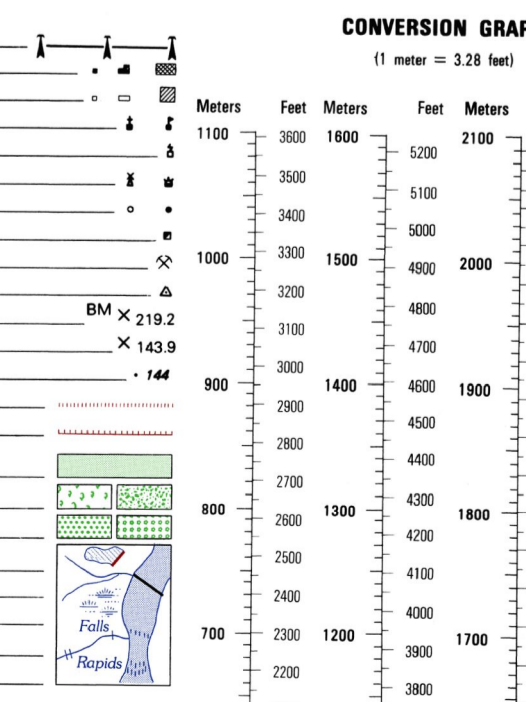 CONVERSION GRAP
(1 meter = 3.28 feet)
Meters Feet Meters Feet Meters
1100 3600 1600 2100
5200
3500
5100
3400
5000
1000 3300 1500 4900 2000
3200
4800
BM 219.2
3100
4700
143.9
3000
144
900 1400 4600 1900
2900
4500
2800
4400
2700
4300
800 2600 1300 1800
4200
2500
4100
2400
4000
Falls
700 2300 1200 1700
3900
Rapids
2200
3800